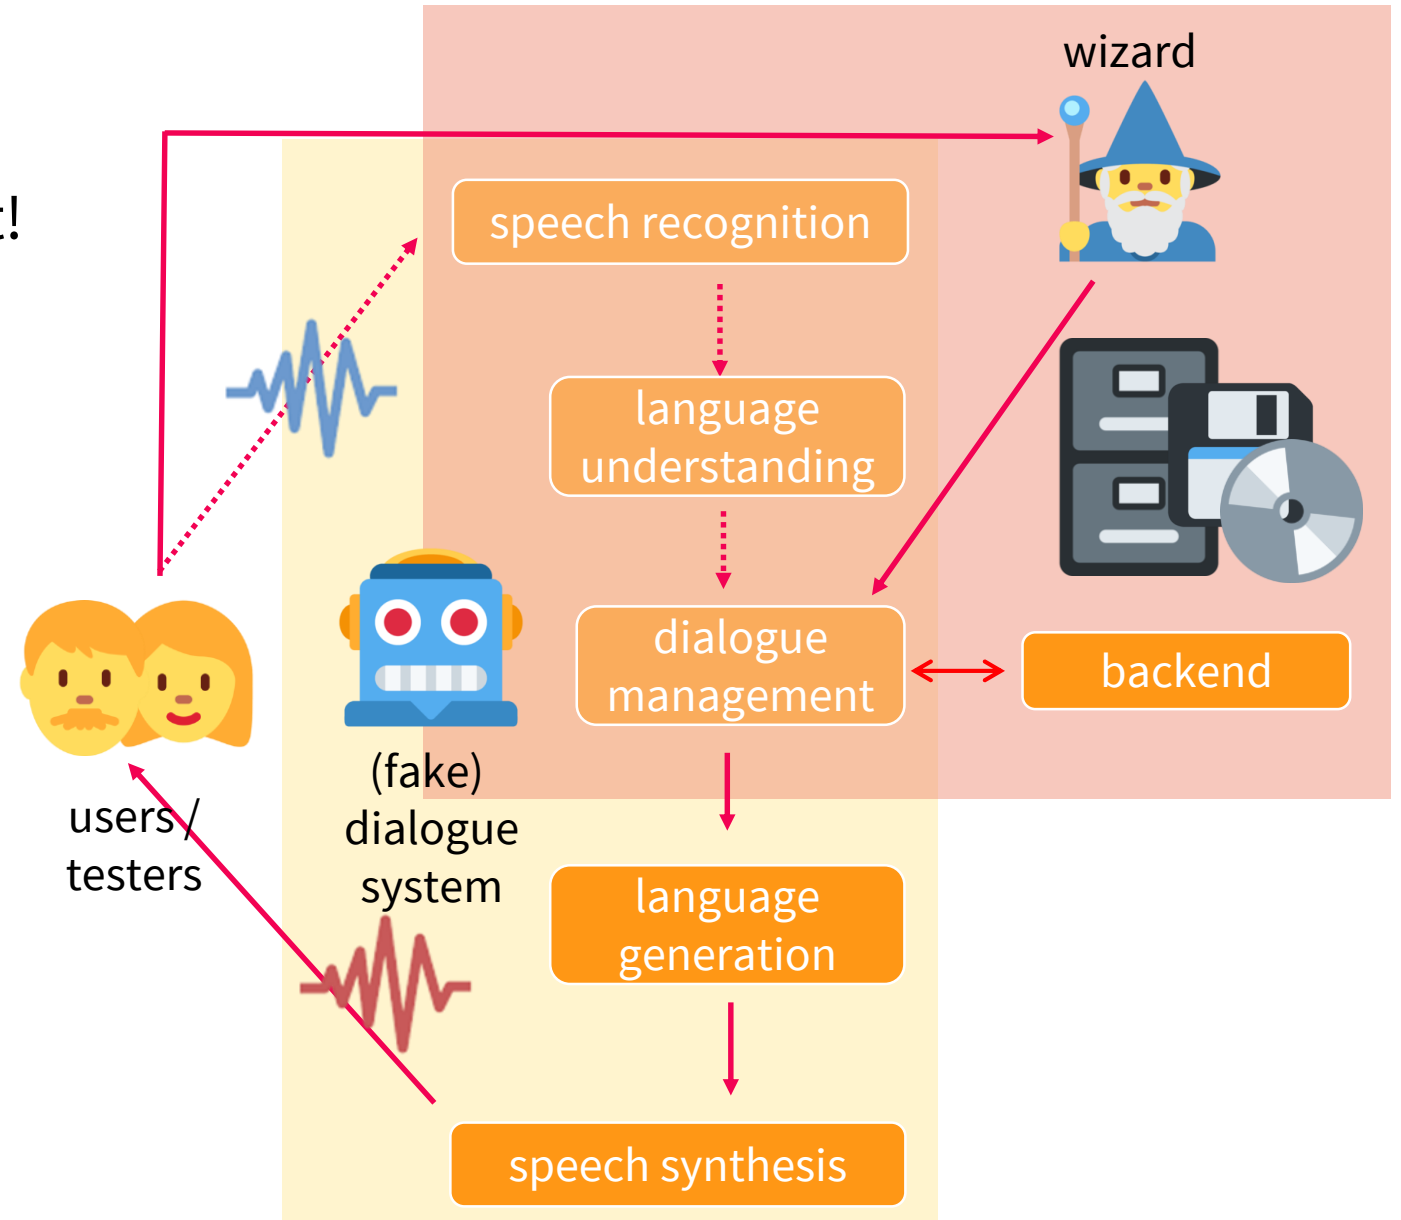 wizard
speech recognition
language
understanding
dialogue
management
backend
(fake)
dialogue
system
users /
testers
language
generation
speech synthesis